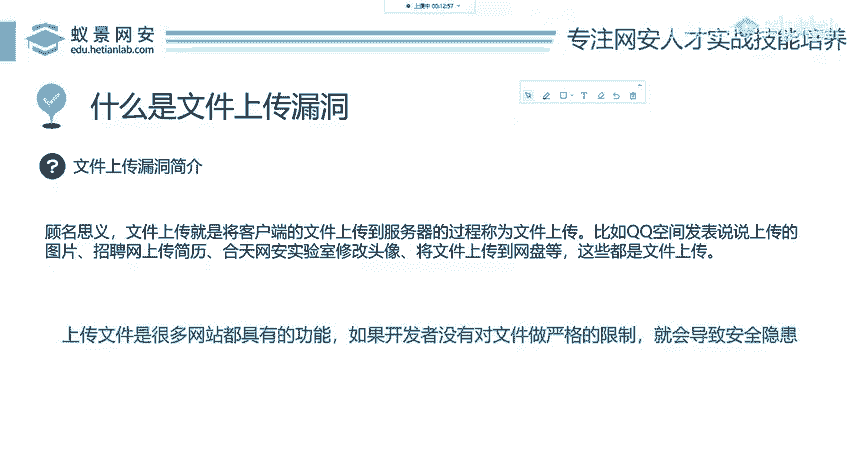 上课中 00:12:57
蚁景网安
edu.hetianlab.com
专注网安人才实战技能培养
什么是文件上传漏洞
? 文件上传漏洞简介
顾名思义，文件上传就是将客户端的文件上传到服务器的过程称为文件上传。比如QQ空间发表说说上传的
图片、招聘网上传简历、合天网安实验室修改头像、将文件上传到网盘等，这些都是文件上传。
上传文件是很多网站都具有的功能，如果开发者没有对文件做严格的限制，就会导致安全隐患